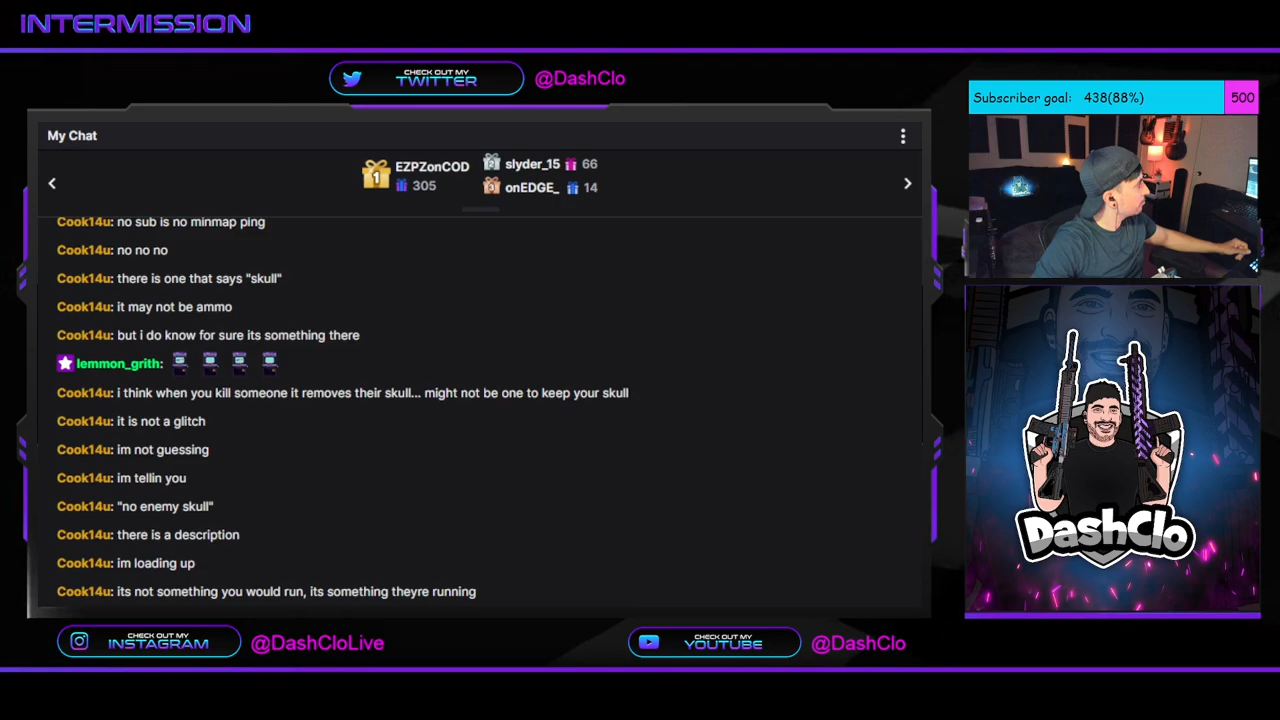 INTERMISSION
CHECK OUT MY
TWITTER
@DashClo
Subscriber goal: 438(88%)
500
My Chat
1
EZPZonCOD
305
2
slyder_15 66
3
onEDGE_ 14
Cook14u: no sub is no minmap ping
Cook14u: no no no
Cook14u: there is one that says "skull"
Cook14u: it may not be ammo
Cook14u: but i do know for sure its something there
lemmon_grith:
Cook14u: i think when you kill someone it removes their skull... might not be one to keep your skull
Cook14u: it is not a glitch
Cook14u: im not guessing
Cook14u: im tellin you
Cook14u: "no enemy skull"
Cook14u: there is a description
Cook14u: im loading up
Cook14u: its not something you would run, its something theyre running
DashClo
CHECK OUT MY
INSTAGRAM
@DashCloLive
CHECK OUT MY
YOUTUBE
@DashClo